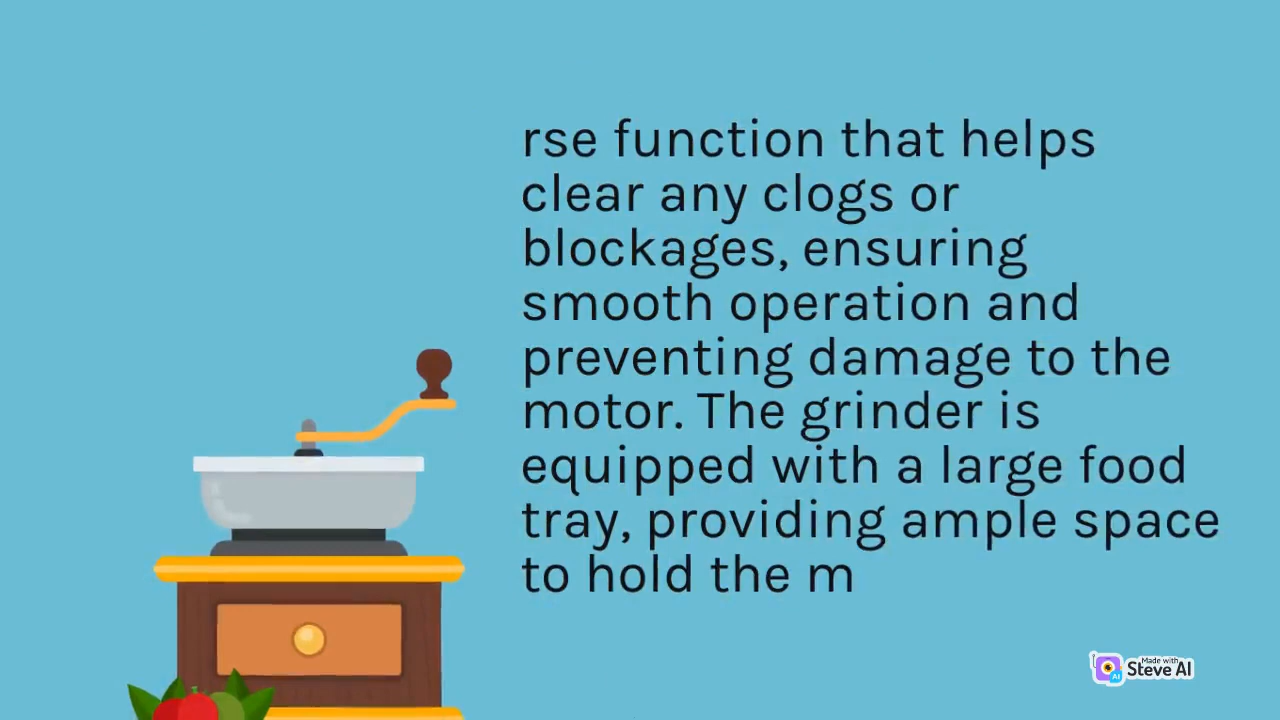 rse function that helps
clear any clogs or
blockages, ensuring
smooth operation and
preventing damage to the
motor. The grinder is
equipped with a large food
tray, providing ample space
to hold the m
Made with
Steve AI
AI